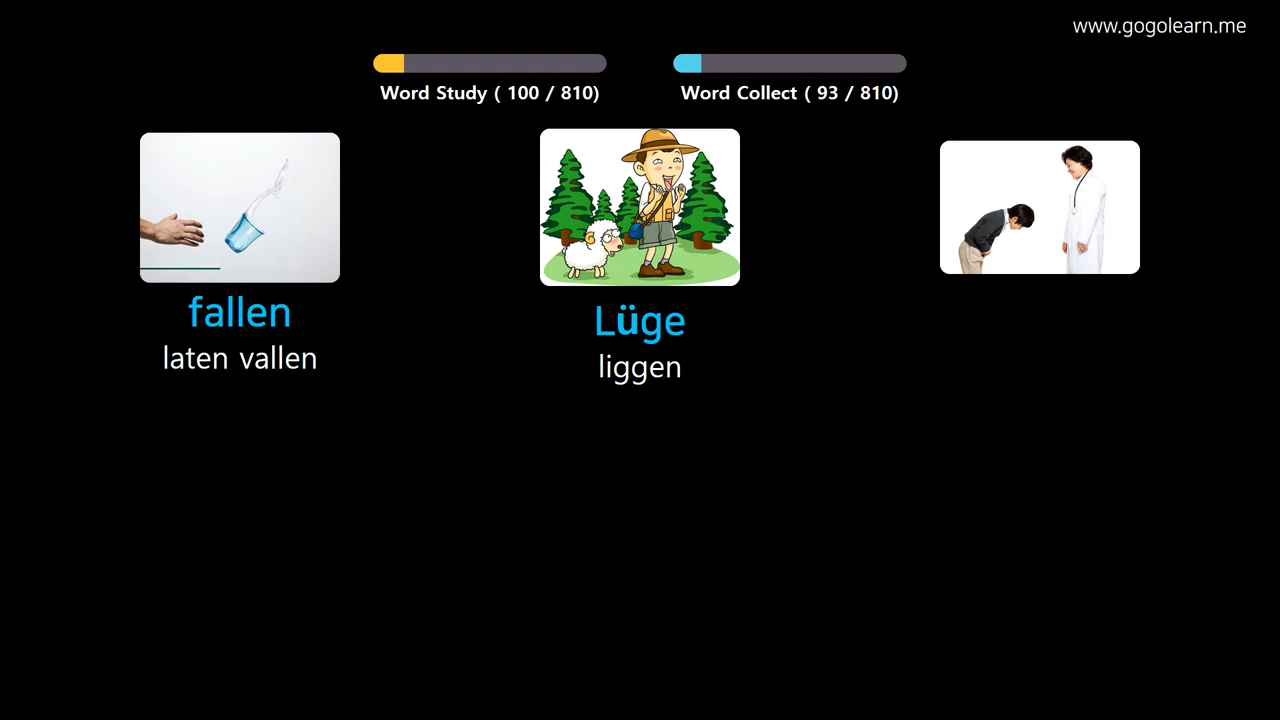 www.gogolearn.me
Word Study ( 100 / 810)
Word Collect ( 93 / 810)
fallen
laten vallen
Lüge
liggen